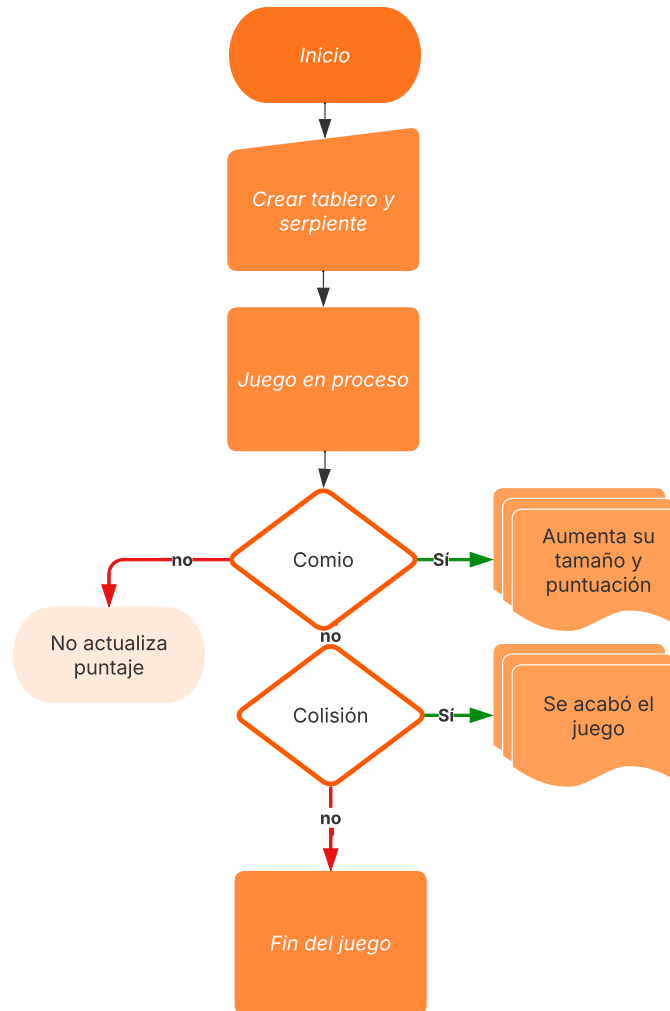 Inicio
Crear tablero y
serpiente
Juego en proceso
Comio
no
Sí
Aumenta su
tamaño y
puntuación
No actualiza
puntaje
no
Colisión
Sí
Se acabó el
juego
no
Fin del juego